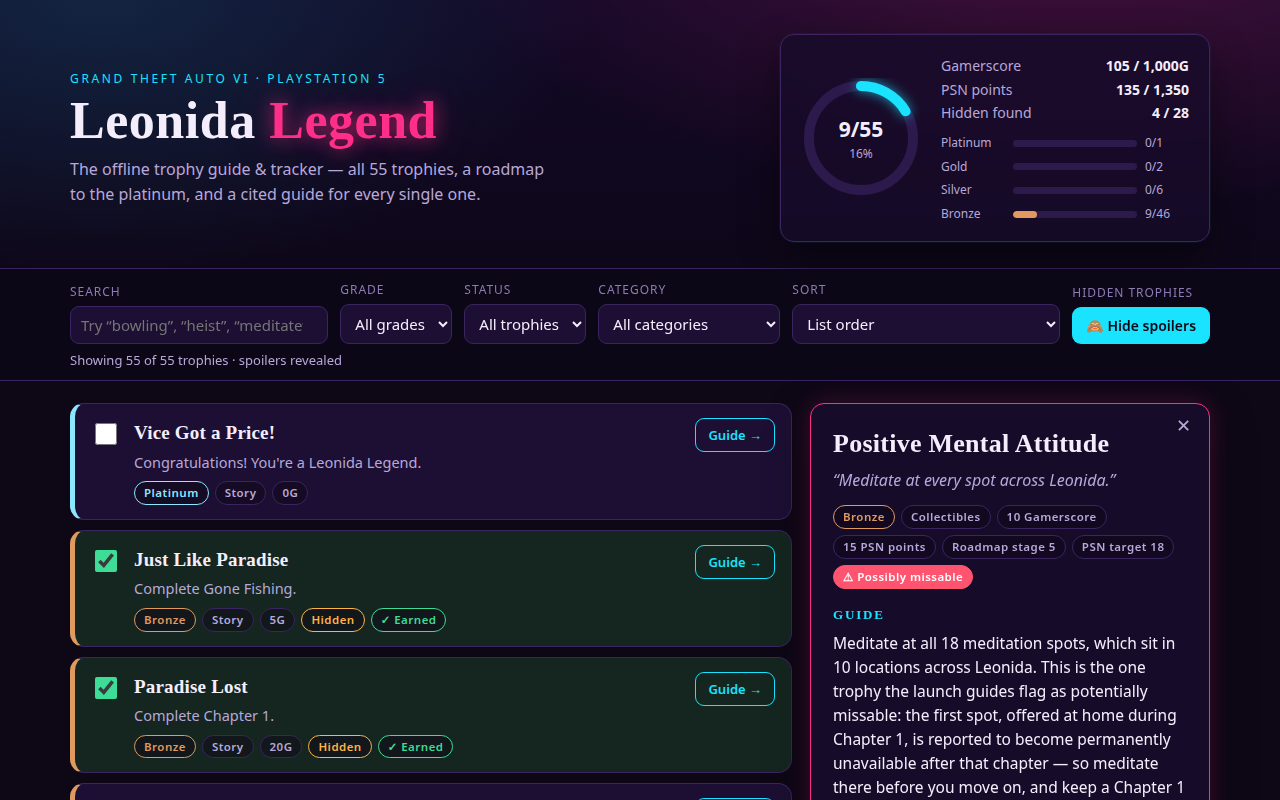 GRAND THEFT AUTO VI · PLAYSTATION 5
Leonida Legend
The offline trophy guide & tracker — all 55 trophies, a roadmap
to the platinum, and a cited guide for every single one.
9/55
16%
Gamerscore 105 / 1,000G
PSN points 135 / 1,350
Hidden found 4 / 28
Platinum 0/1
Gold 0/2
Silver 0/6
Bronze 9/46
SEARCH
Try “bowling”, “heist”, “meditate
GRADE
All grades
STATUS
All trophies
CATEGORY
All categories
SORT
List order
HIDDEN TROPHIES
🙈 Hide spoilers
Showing 55 of 55 trophies · spoilers revealed
Vice Got a Price!
Guide →
Congratulations! You're a Leonida Legend.
Platinum Story 0G
Just Like Paradise
Guide →
Complete Gone Fishing.
Bronze Story 5G Hidden ✓ Earned
Paradise Lost
Guide →
Complete Chapter 1.
Bronze Story 20G Hidden ✓ Earned
✕
Positive Mental Attitude
“Meditate at every spot across Leonida.”
Bronze Collectibles 10 Gamerscore
15 PSN points Roadmap stage 5 PSN target 18
⚠ Possibly missable
GUIDE
Meditate at all 18 meditation spots, which sit in
10 locations across Leonida. This is the one
trophy the launch guides flag as potentially
missable: the first spot, offered at home during
Chapter 1, is reported to become permanently
unavailable after that chapter — so meditate
there before you move on, and keep a Chapter 1